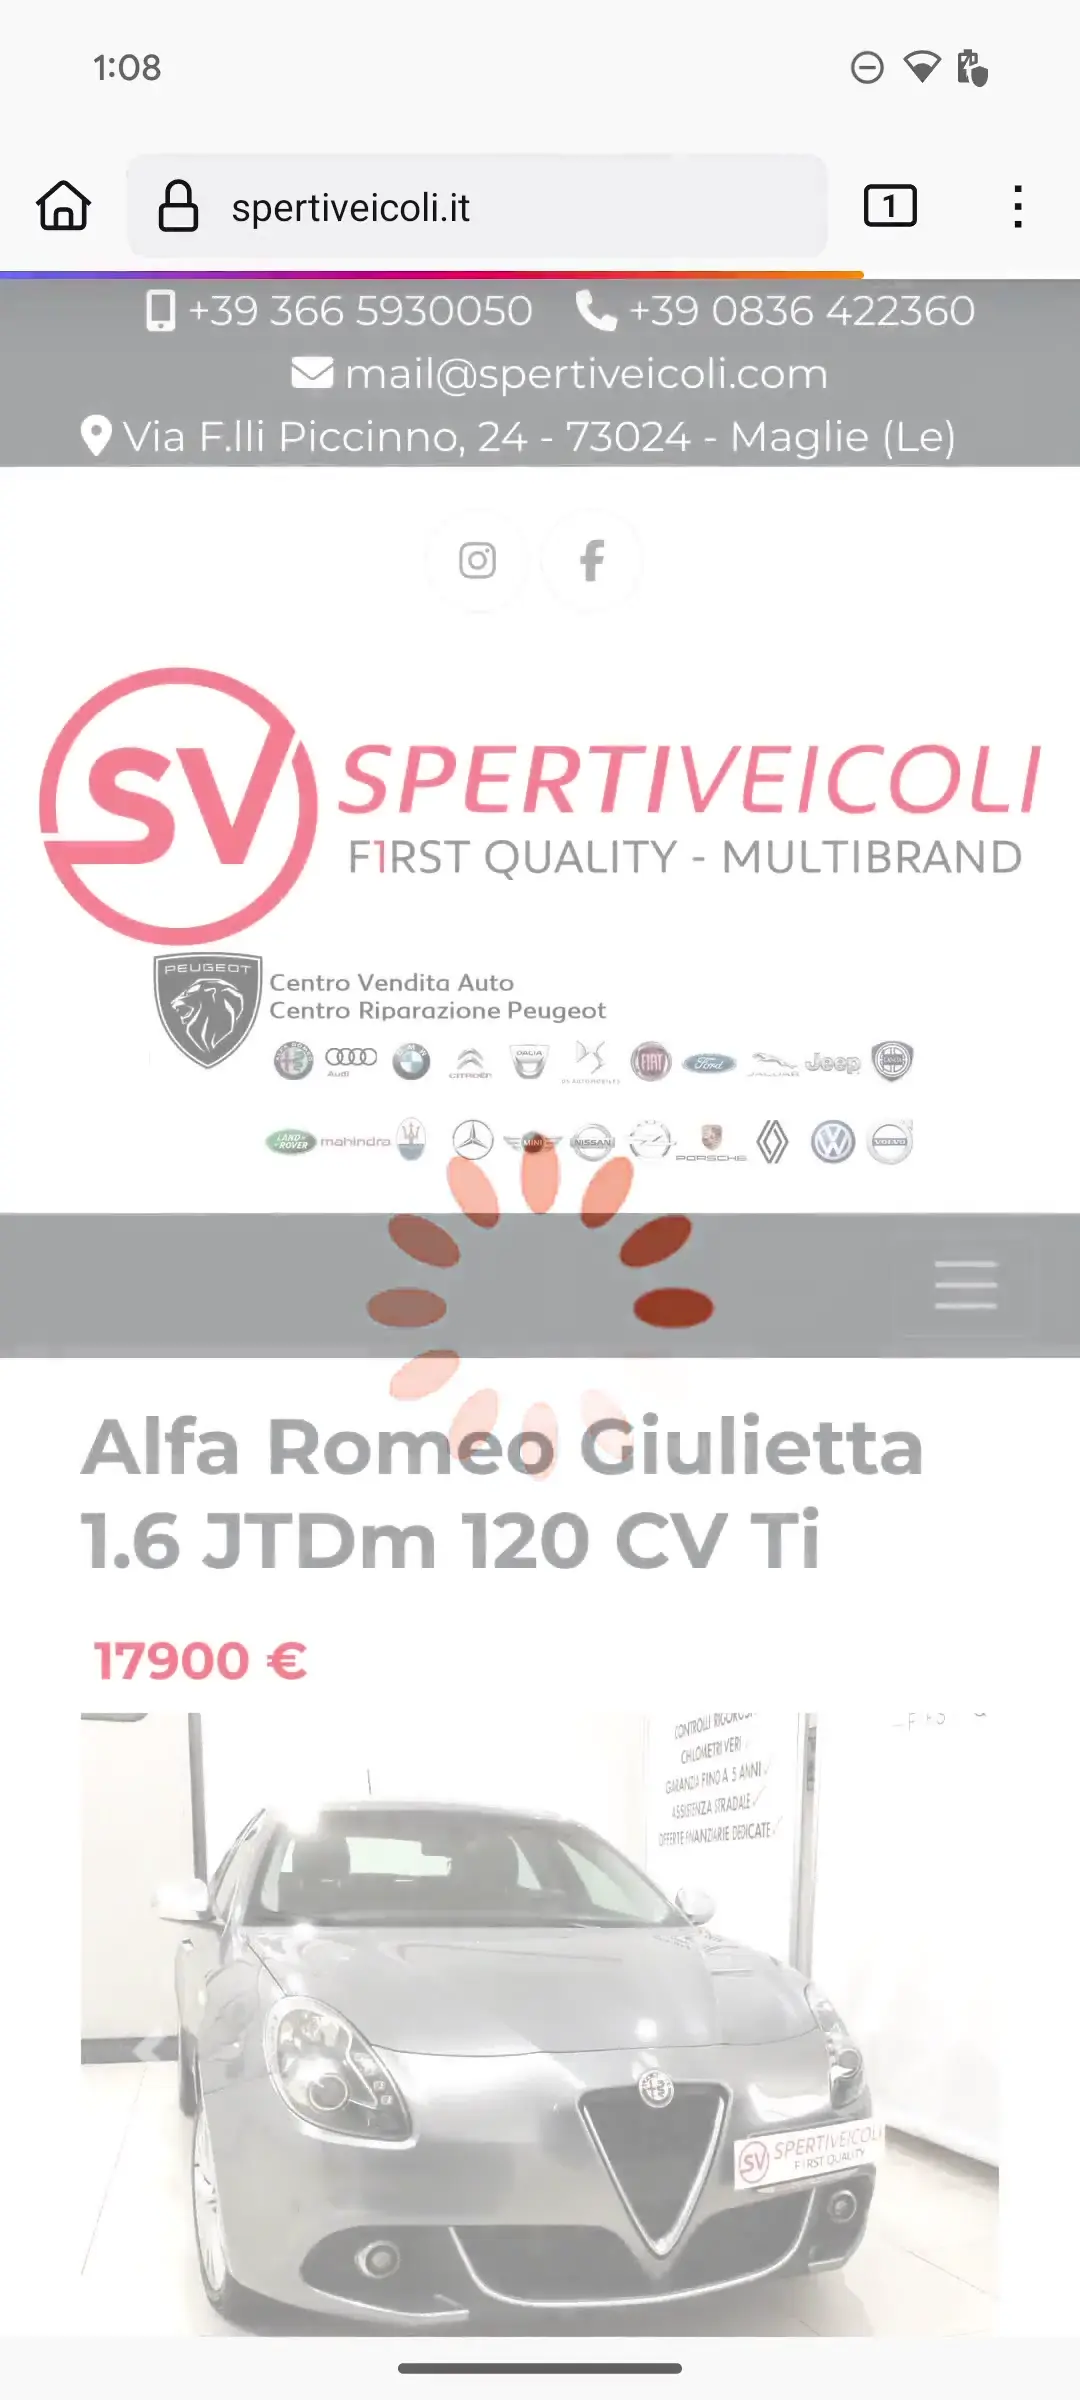 1:08
spertiveicoli.it
1
+39 366 5930050 +39 0836 422360
mail@spertiveicoli.com
Via F.lli Piccinno, 24 - 73024 - Maglie (Le)
SV SPERTIVEICOLI
F1RST QUALITY - MULTIBRAND
PEUGEOT
Centro Vendita Auto
Centro Riparazione Peugeot
Audi
BMW
CITROËN
DACIA
DS AUTOMOBILES
FIAT
Ford
JAGUAR
Jeep
LANCIA
LAND ROVER
mahindra
MINI
NISSAN
PORSCHE
VOLVO
Alfa Romeo Giulietta
1.6 JTDm 120 CV Ti
17900 €
CONTROLLI RIGOROSI
CHILOMETRI VERI
GARANZIA FINO A 5 ANNI
ASSISTENZA STRADALE
OFFERTE FINANZIARIE DEDICATE
SV SPERTIVEICOLI
F1RST QUALITY